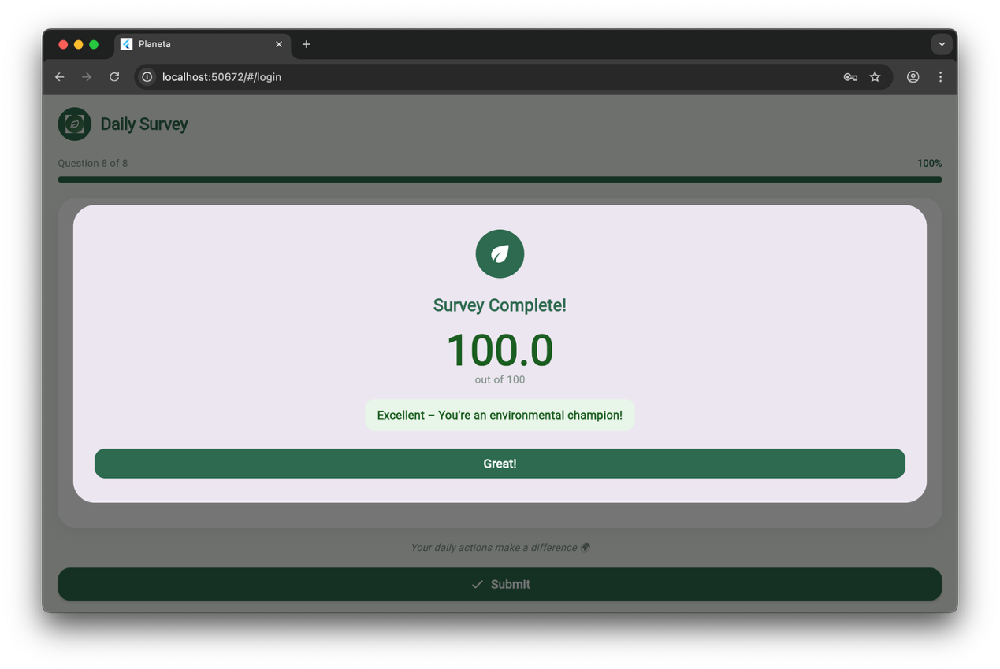 Planeta
localhost:50672/#/login
Daily Survey
Question 8 of 8
100%
Survey Complete!
100.0
out of 100
Excellent – You're an environmental champion!
Great!
Your daily actions make a difference 🌍
Submit